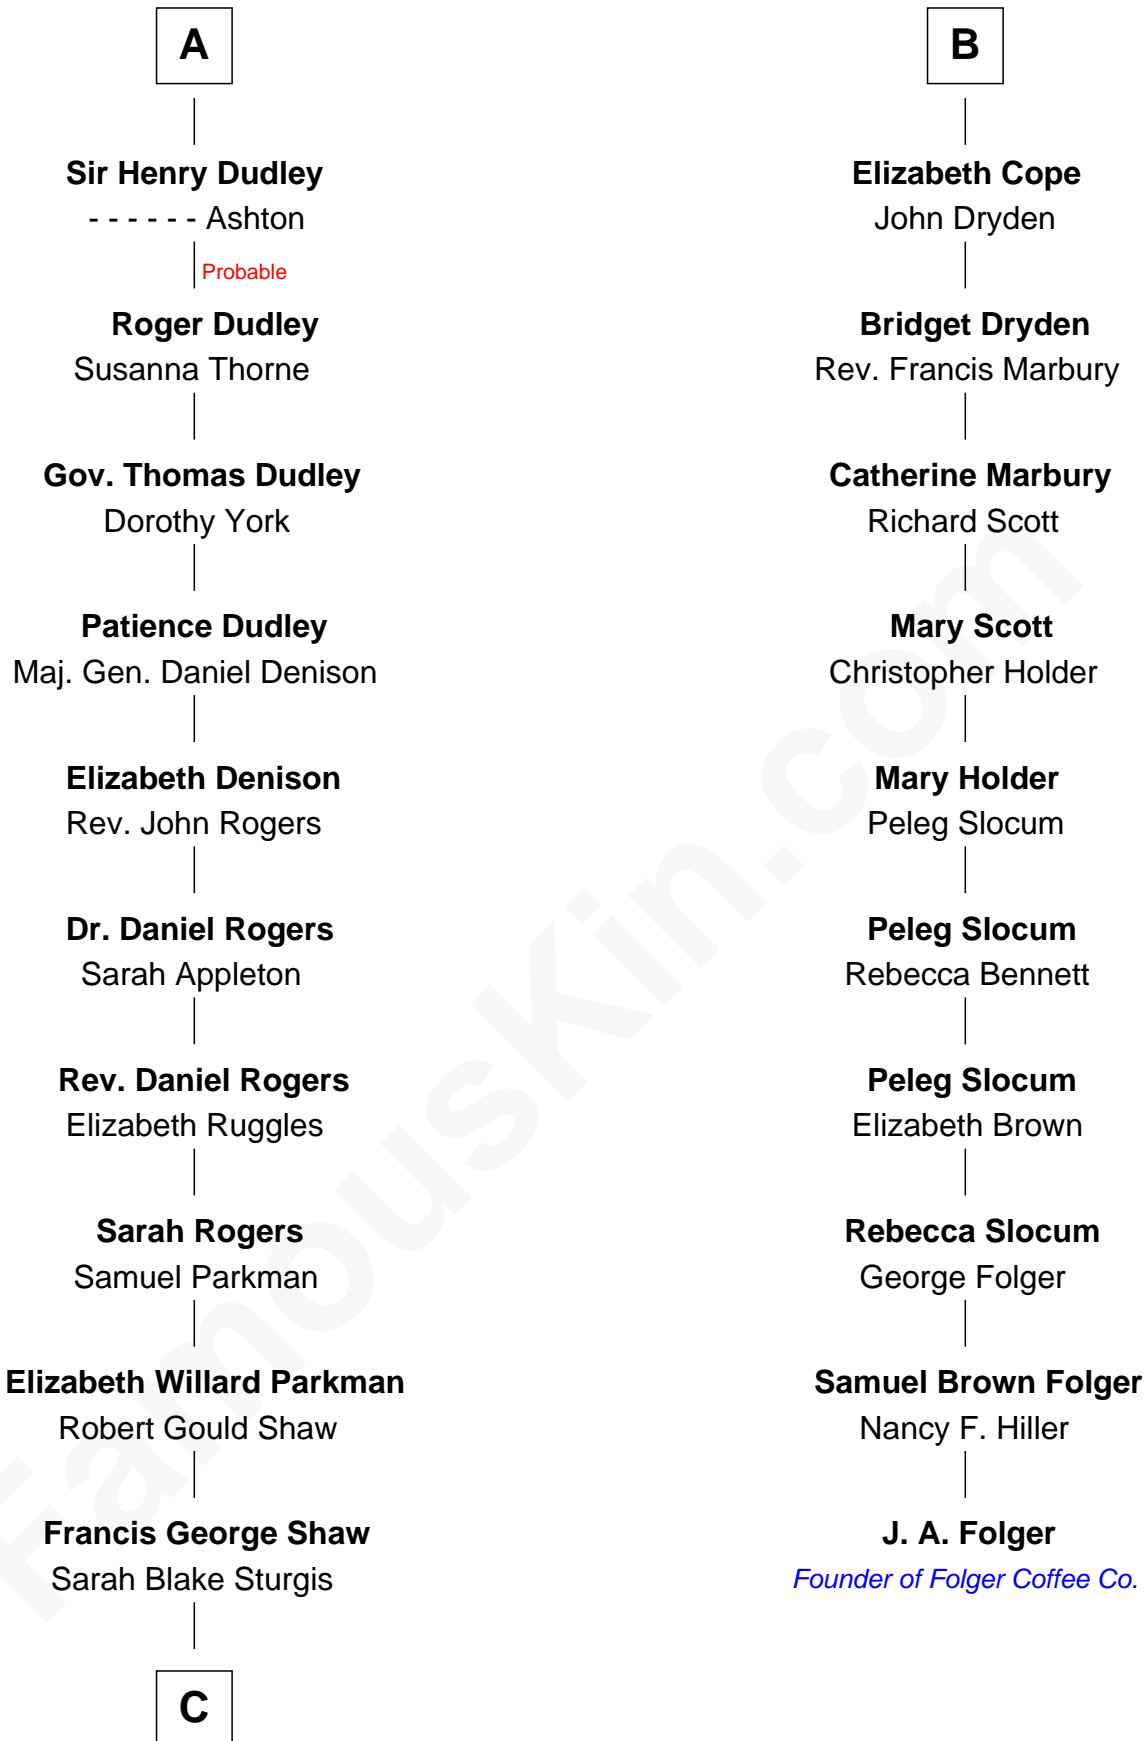 A
Sir Henry Dudley
- - - - - - Ashton
Probable
Roger Dudley
Susanna Thorne
Gov. Thomas Dudley
Dorothy York
Patience Dudley
Maj. Gen. Daniel Denison
Elizabeth Denison
Rev. John Rogers
Dr. Daniel Rogers
Sarah Appleton
Rev. Daniel Rogers
Elizabeth Ruggles
Sarah Rogers
Samuel Parkman
Elizabeth Willard Parkman
Robert Gould Shaw
Francis George Shaw
Sarah Blake Sturgis
C
B
Elizabeth Cope
John Dryden
Bridget Dryden
Rev. Francis Marbury
Catherine Marbury
Richard Scott
Mary Scott
Christopher Holder
Mary Holder
Peleg Slocum
Peleg Slocum
Rebecca Bennett
Peleg Slocum
Elizabeth Brown
Rebecca Slocum
George Folger
Samuel Brown Folger
Nancy F. Hiller
J. A. Folger
Founder of Folger Coffee Co.
FamousKin.com